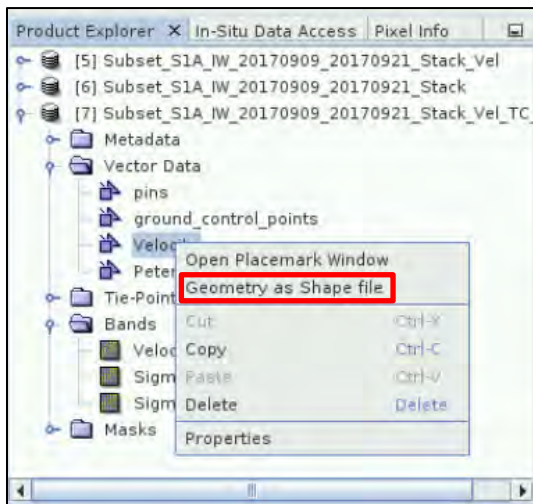 Product Explorer × In-Situ Data Access Pixel Info
[5] Subset_S1A_IW_20170909_20170921_Stack_Vel
[6] Subset_S1A_IW_20170909_20170921_Stack
[7] Subset_S1A_IW_20170909_20170921_Stack_Vel_TC
Metadata
Vector Data
pins
ground_control_points
Veloci
Open Placemark Window
Peter
Geometry as Shape file
Tie-Point
Bands
Cut Ctrl-X
Veloc
Copy Ctrl-C
Sigm
Paste Ctrl-V
Sigm
Delete Delete
Masks
Properties